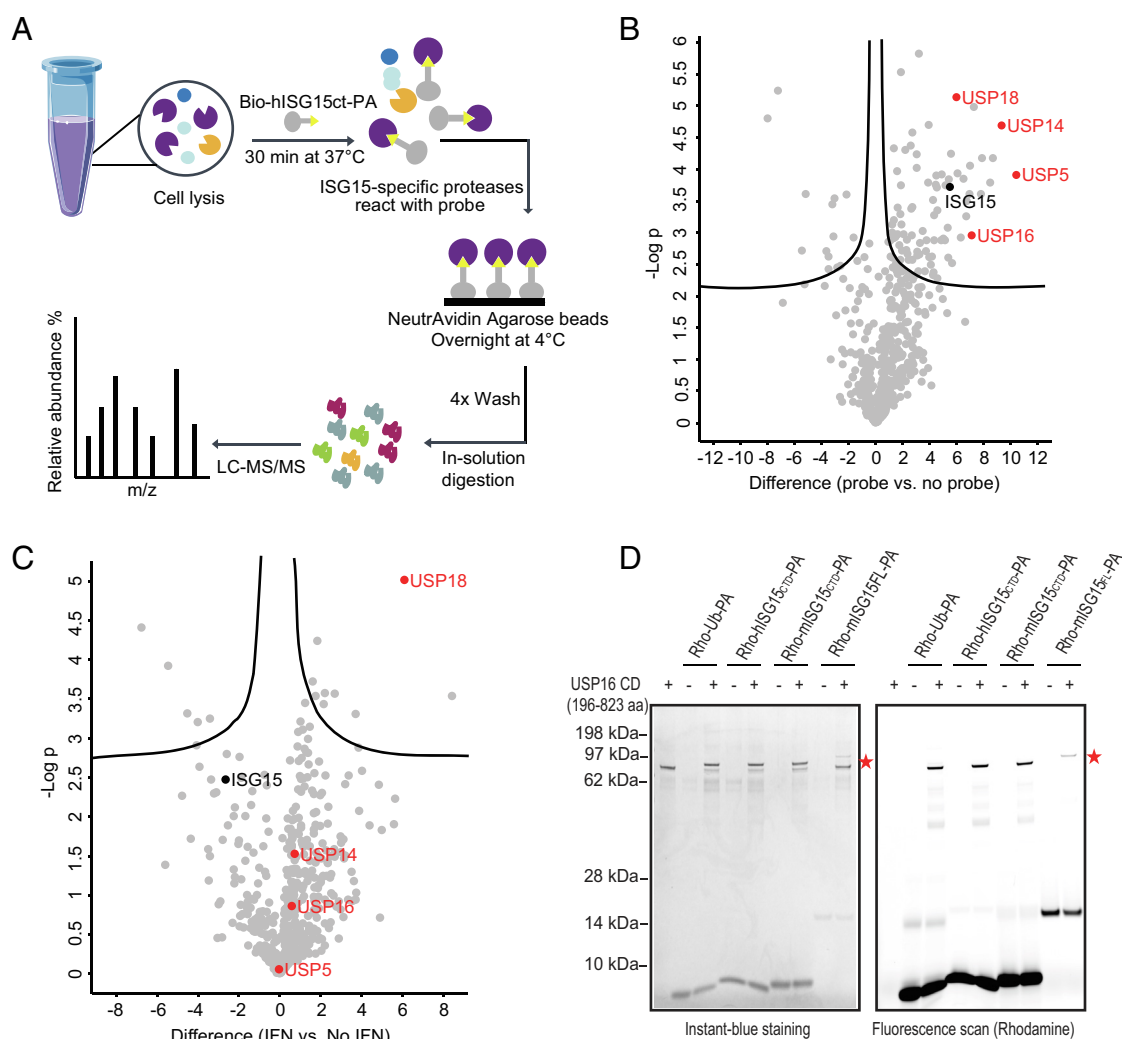 A
Bio-hISG15ct-PA
30 min at 37°C
Cell lysis
ISG15-specific proteases
react with probe
NeutrAvidin Agarose beads
Overnight at 4°C
4x Wash
In-solution
digestion
LC-MS/MS
Relative abundance %
m/z
B
-Log p
6
5.5
5
4.5
4
3.5
3
2.5
2
1.5
1
0.5
0
USP18
USP14
USP5
ISG15
USP16
-12 -10 -8 -6 -4 -2 0 2 4 6 8 10 12
Difference (probe vs. no probe)
C
-Log p
5
4.5
4
3.5
3
2.5
2
1.5
1
0.5
0
USP18
ISG15
USP14
USP16
USP5
-8 -6 -4 -2 0 2 4 6 8
Difference (IFN vs. No IFN)
D
Rho-Ub-PA
Rho-hISG15CTD-PA
Rho-mISG15CTD-PA
Rho-mISG15FL-PA
Rho-Ub-PA
Rho-hISG15CTD-PA
Rho-mISG15CTD-PA
Rho-mISG15FL-PA
USP16 CD + - + - + - + - + + - + - + - + - +
(196-823 aa)
198 kDa
97 kDa
62 kDa
28 kDa
14 kDa
10 kDa
Instant-blue staining
Fluorescence scan (Rhodamine)